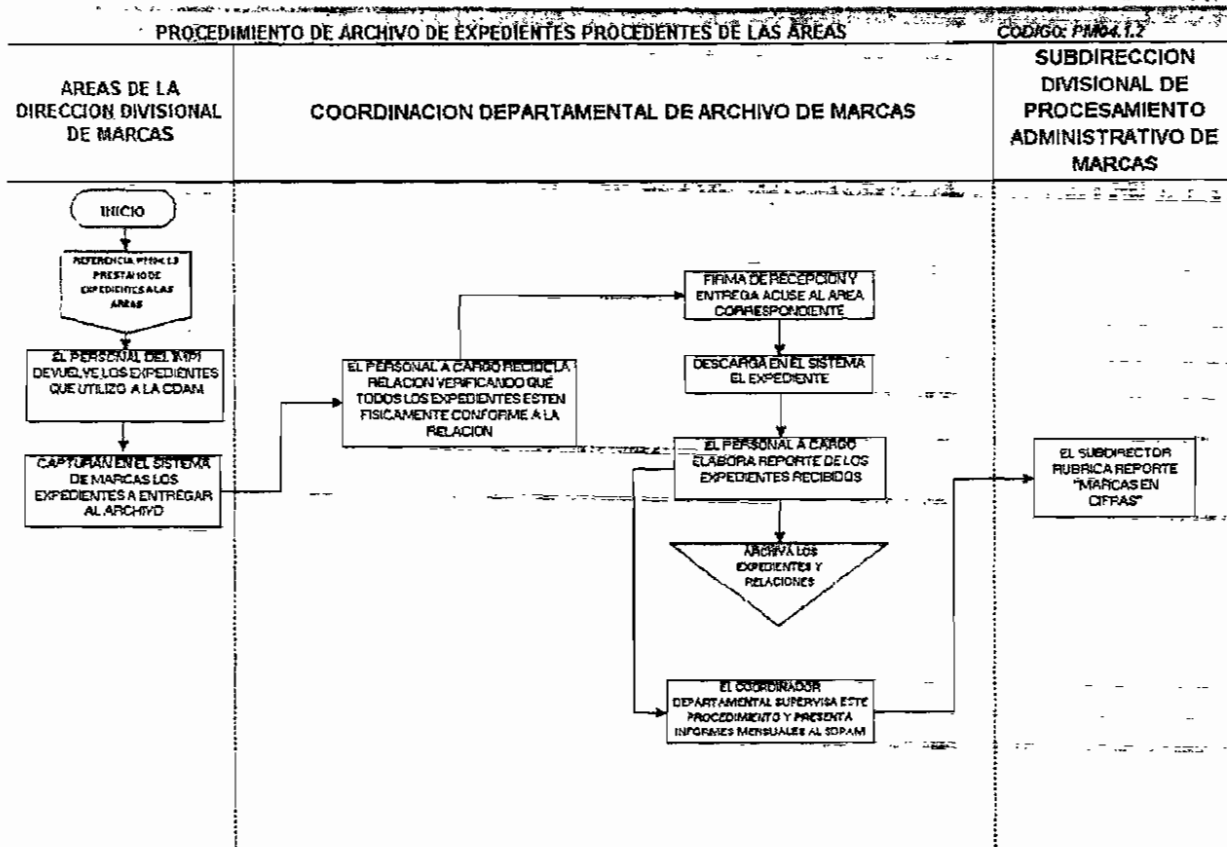 PROCEDIMIENTO DE ARCHIVO DE EXPEDIENTES PROCEDENTES DE LAS AREAS
CODIGO: PM04.1.2
AREAS DE LA
DIRECCION DIVISIONAL
DE MARCAS
COORDINACION DEPARTAMENTAL DE ARCHIVO DE MARCAS
SUBDIRECCION
DIVISIONAL DE
PROCESAMIENTO
ADMINISTRATIVO DE
MARCAS
INICIO
REFERENCIA
PRESTAMO DE
EXPEDIENTES A LAS
AREAS
EL PERSONAL DEL IMPI
DEVUELVE LOS EXPEDIENTES
QUE UTILIZO A LA CDAM
CAPTURAN EN EL SISTEMA
DE MARCAS LOS
EXPEDIENTES A ENTREGAR
AL ARCHIVO
EL PERSONAL A CARGO RECIBE LA
RELACION VERIFICANDO QUE
TODOS LOS EXPEDIENTES ESTEN
FISICAMENTE CONFORME A LA
RELACION
FIRMA DE RECEPCION Y
ENTREGA ACUSE AL AREA
CORRESPONDIENTE
DESCARGA EN EL SISTEMA
EL EXPEDIENTE
EL PERSONAL A CARGO
ELABORA REPORTE DE LOS
EXPEDIENTES RECIBIDOS
ARCHIVA LOS
EXPEDIENTES Y
RELACIONES
EL COORDINADOR
DEPARTAMENTAL SUPERVISA ESTE
PROCEDIMIENTO Y PRESENTA
INFORMES MENSUALES AL SDPAM
EL SUBDIRECTOR
RUBRICA REPORTE
"MARCAS EN
CIFRAS"